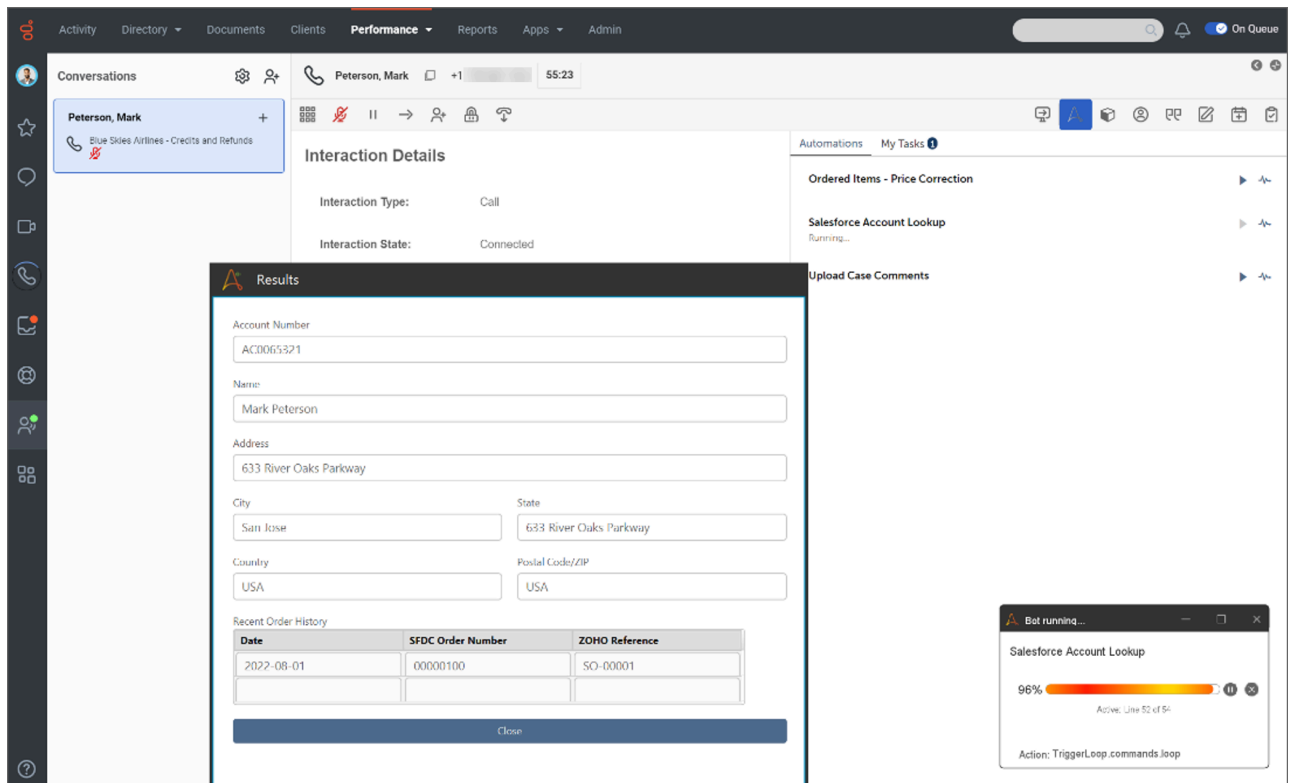 Activity Directory Documents Clients Performance Reports Apps Admin On Queue
Conversations
Peterson, Mark +1 55:23
Peterson, Mark
Blue Skies Airlines - Credits and Refunds
Interaction Details
Interaction Type: Call
Interaction State: Connected
Automations My Tasks 1
Ordered Items - Price Correction
Salesforce Account Lookup
Running...
Upload Case Comments
Results
Account Number
AC0065321
Name
Mark Peterson
Address
633 River Oaks Parkway
City State
San Jose 633 River Oaks Parkway
Country Postal Code/ZIP
USA USA
Recent Order History
Date SFDC Order Number ZOHO Reference
2022-08-01 00000100 SO-00001
Close
Bot running...
Salesforce Account Lookup
96%
Active: Line 52 of 54
Action: TriggerLoop.commands.loop